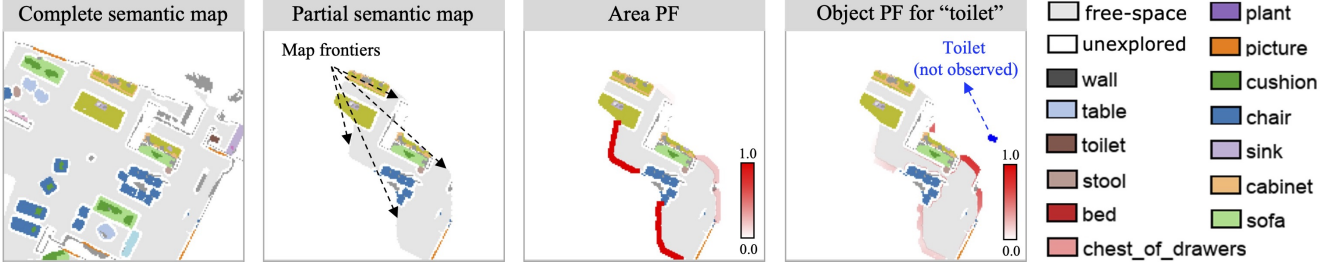 Complete semantic map
Partial semantic map
Area PF
Object PF for “toilet”
Map frontiers
1.0
0.0
Toilet
(not observed)
1.0
0.0
free-space
unexplored
wall
table
toilet
stool
bed
chest_of_drawers
plant
picture
cushion
chair
sink
cabinet
sofa